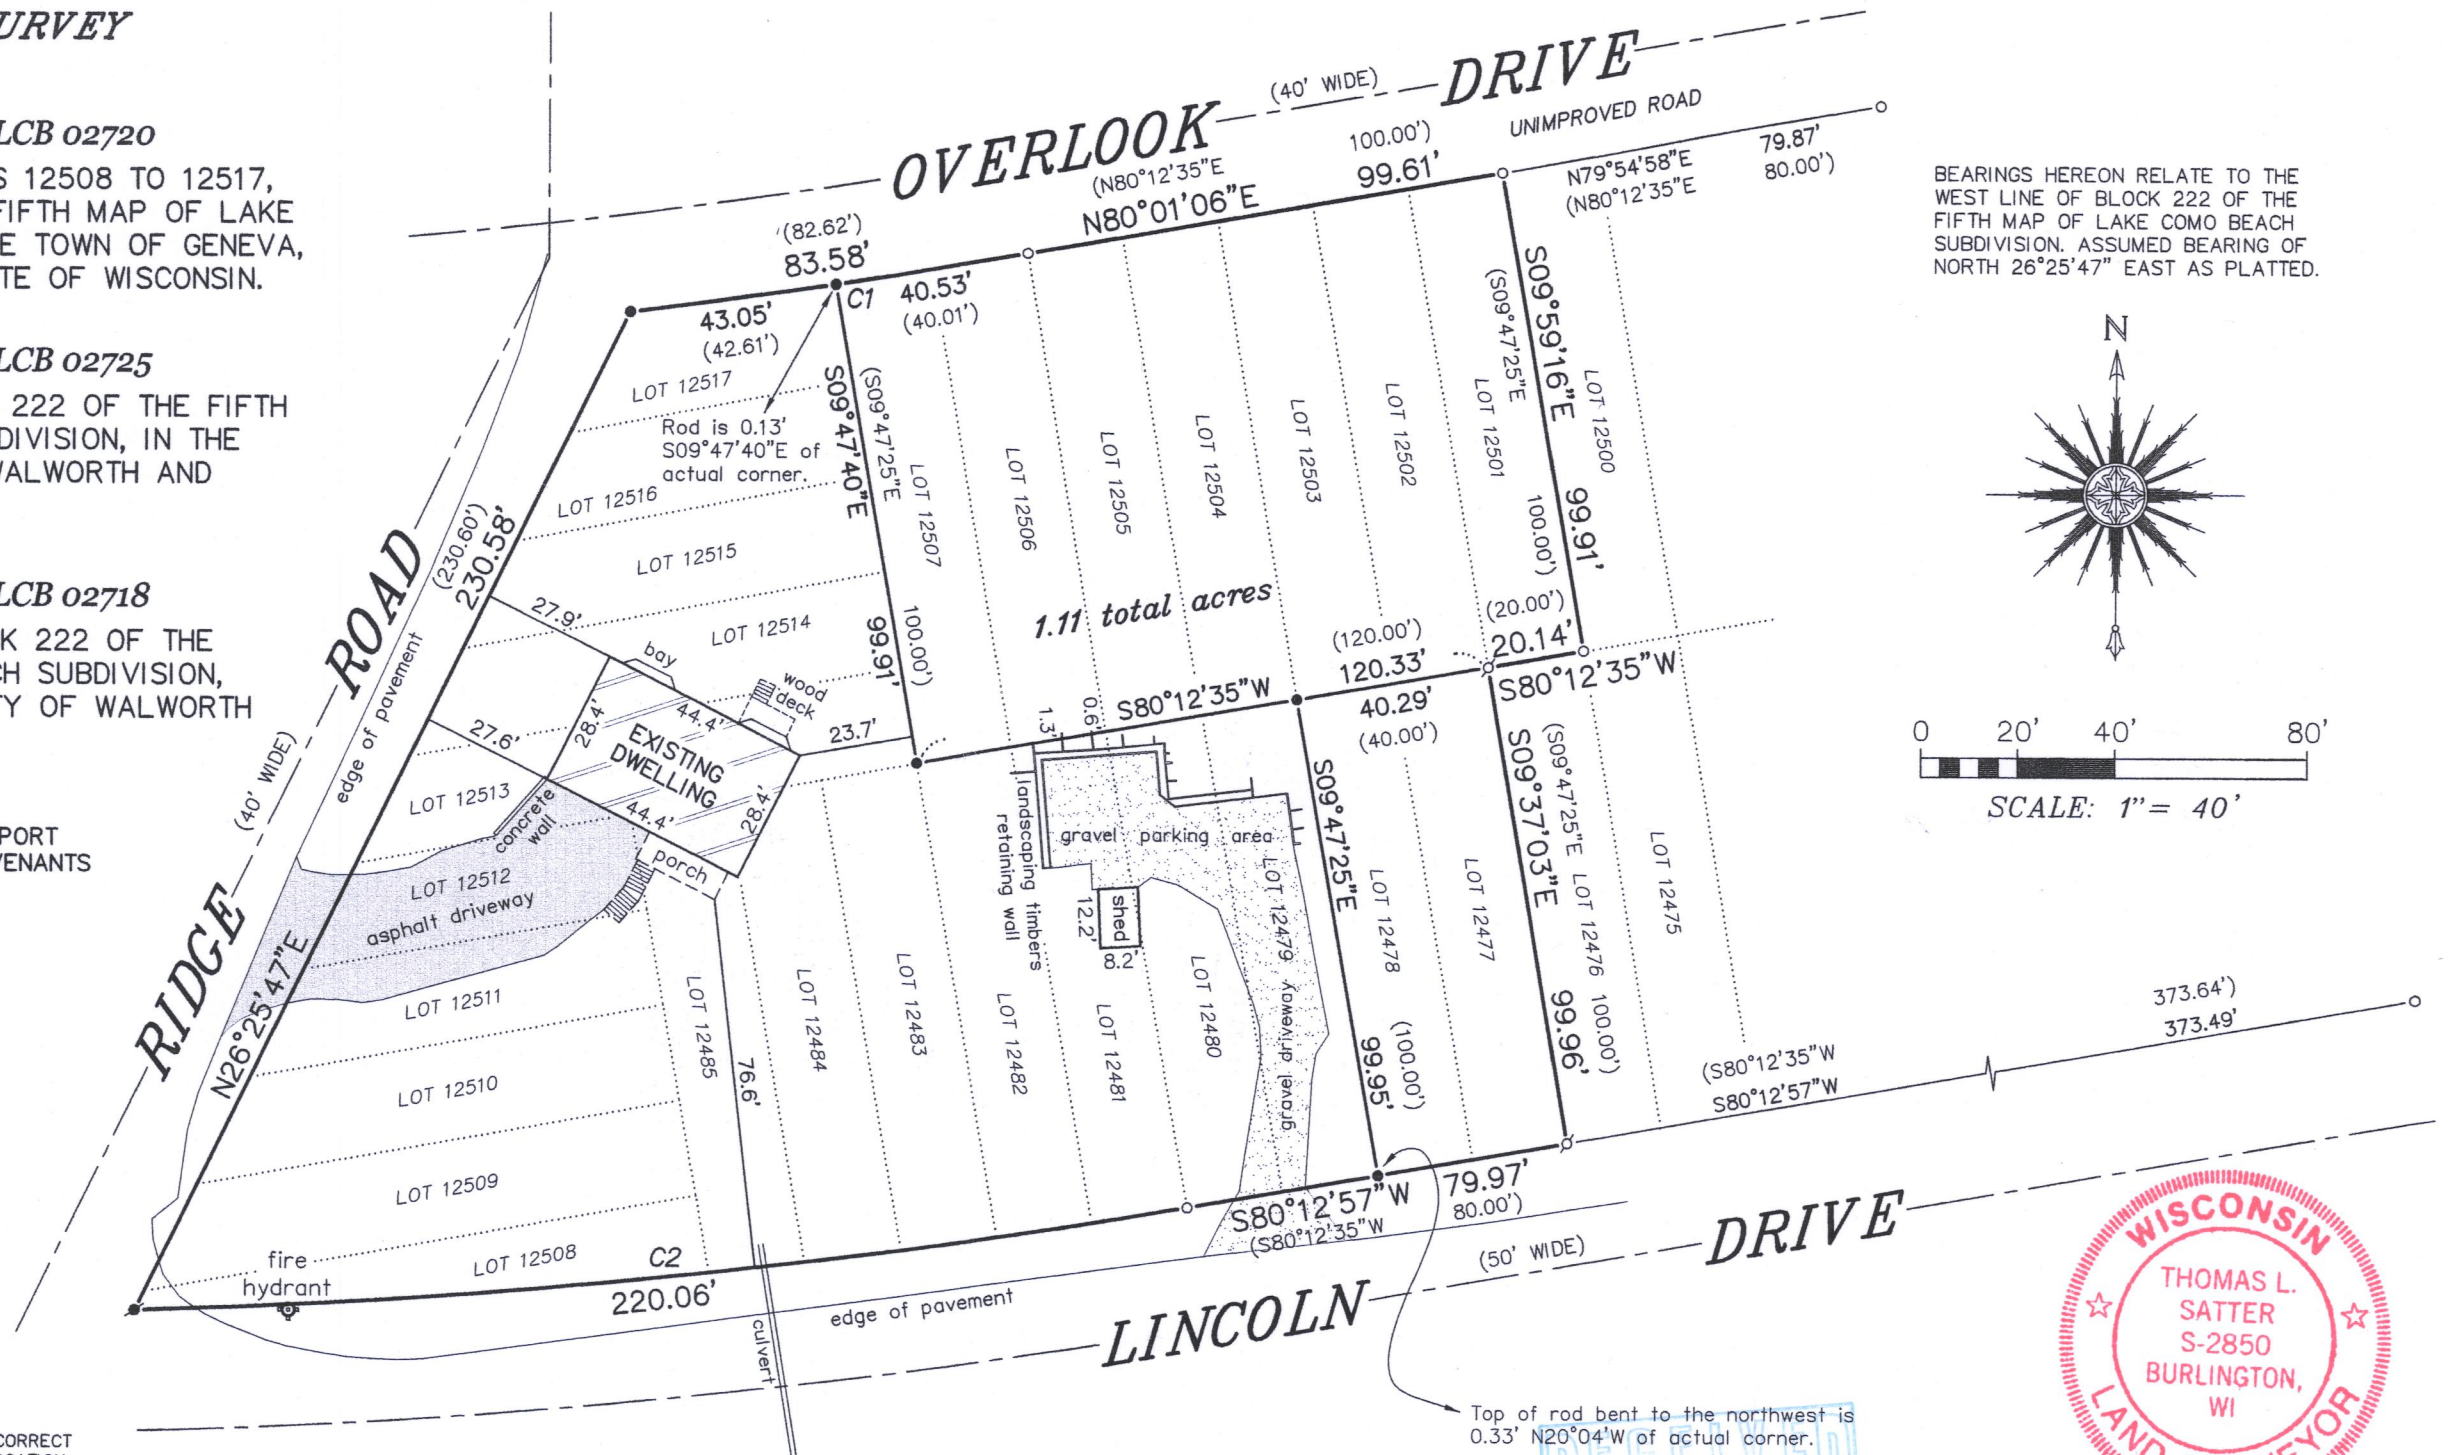 URVEY
LCB 02720
S 12508 TO 12517,
FIFTH MAP OF LAKE
E TOWN OF GENEVA,
TE OF WISCONSIN.
LCB 02725
222 OF THE FIFTH
DIVISION, IN THE
WALWORTH AND
LCB 02718
K 222 OF THE
CH SUBDIVISION,
TY OF WALWORTH
PORT
VENANTS
CORRECT
OVERLOOK
(40' WIDE)
DRIVE
UNIMPROVED ROAD
(N80°12'35"E
100.00')
N80°01'06"E
99.61'
N79°54'58"E
79.87'
(N80°12'35"E
80.00')
(82.62')
83.58'
C1
43.05'
(42.61')
40.53'
(40.01')
LOT 12517
Rod is 0.13'
S09°47'40"E of
actual corner.
LOT 12516
LOT 12515
LOT 12514
LOT 12513
LOT 12512
asphalt driveway
LOT 12511
LOT 12510
LOT 12509
LOT 12508
(S09°47'25"E
100.00')
S09°47'40"E
99.91'
LOT 12507
LOT 12506
LOT 12505
LOT 12504
LOT 12503
LOT 12502
LOT 12501
LOT 12500
(S09°47'25"E
100.00')
S09°59'16"E
99.91'
1.11 total acres
RIDGE
(40' WIDE)
ROAD
edge of pavement
(230.60')
230.58'
N26°25'47"E
27.9'
27.6'
bay
wood
deck
23.7'
28.4'
44.4'
EXISTING
DWELLING
44.4'
28.4'
concrete
wall
porch
76.6'
1.3'
0.6'
S80°12'35"W
(120.00')
120.33'
(20.00')
20.14'
S80°12'35"W
40.29'
(40.00')
landscaping timbers
retaining wall
gravel parking area
shed
12.2'
8.2'
gravel driveway
LOT 12485
LOT 12484
LOT 12483
LOT 12482
LOT 12481
LOT 12480
LOT 12479
LOT 12478
LOT 12477
LOT 12476
LOT 12475
S09°47'25"E
99.95'
(100.00')
S09°37'03"E
99.96'
(S09°47'25"E
100.00')
fire
hydrant
C2
220.06'
culvert
edge of pavement
S80°12'57"W
79.97'
(S80°12'35"W
80.00')
(S80°12'35"W
373.64')
S80°12'57"W
373.49'
LINCOLN
(50' WIDE)
DRIVE
Top of rod bent to the northwest is
0.33' N20°04'W of actual corner.
RECEIVED
BEARINGS HEREON RELATE TO THE
WEST LINE OF BLOCK 222 OF THE
FIFTH MAP OF LAKE COMO BEACH
SUBDIVISION. ASSUMED BEARING OF
NORTH 26°25'47" EAST AS PLATTED.
N
0 20' 40' 80'
SCALE: 1"= 40'
WISCONSIN
THOMAS L.
SATTER
S-2850
BURLINGTON,
WI